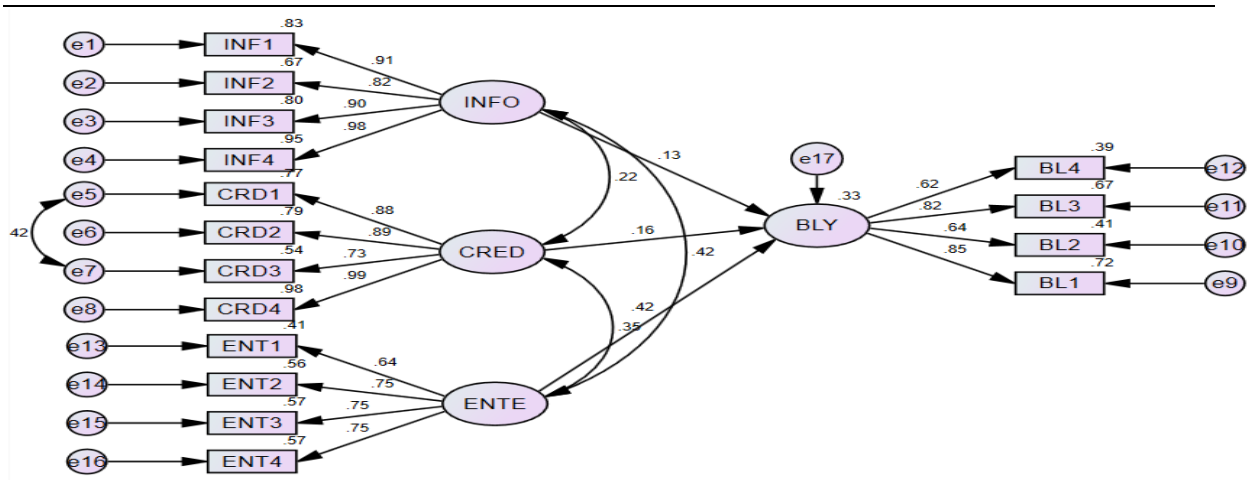 .83
e1 INF1
.91
.67
e2 INF2
.82
.80
e3 INF3
.90
INFO
.98
.95
e4 INF4
.13
.77
e5 CRD1
.22
.88
.79
42
e6 CRD2
.89
.54
e7 CRD3
.73
CRED
.99
.98
e8 CRD4
.16
.42
.41
e13 ENT1
.64
.42
.35
.56
e14 ENT2
.75
.57
e15 ENT3
.75
ENTE
.75
.57
e16 ENT4
e17
.33
BLY
.39
.62
BL4 e12
.67
.82
BL3 e11
.41
.64
BL2 e10
.72
.85
BL1 e9